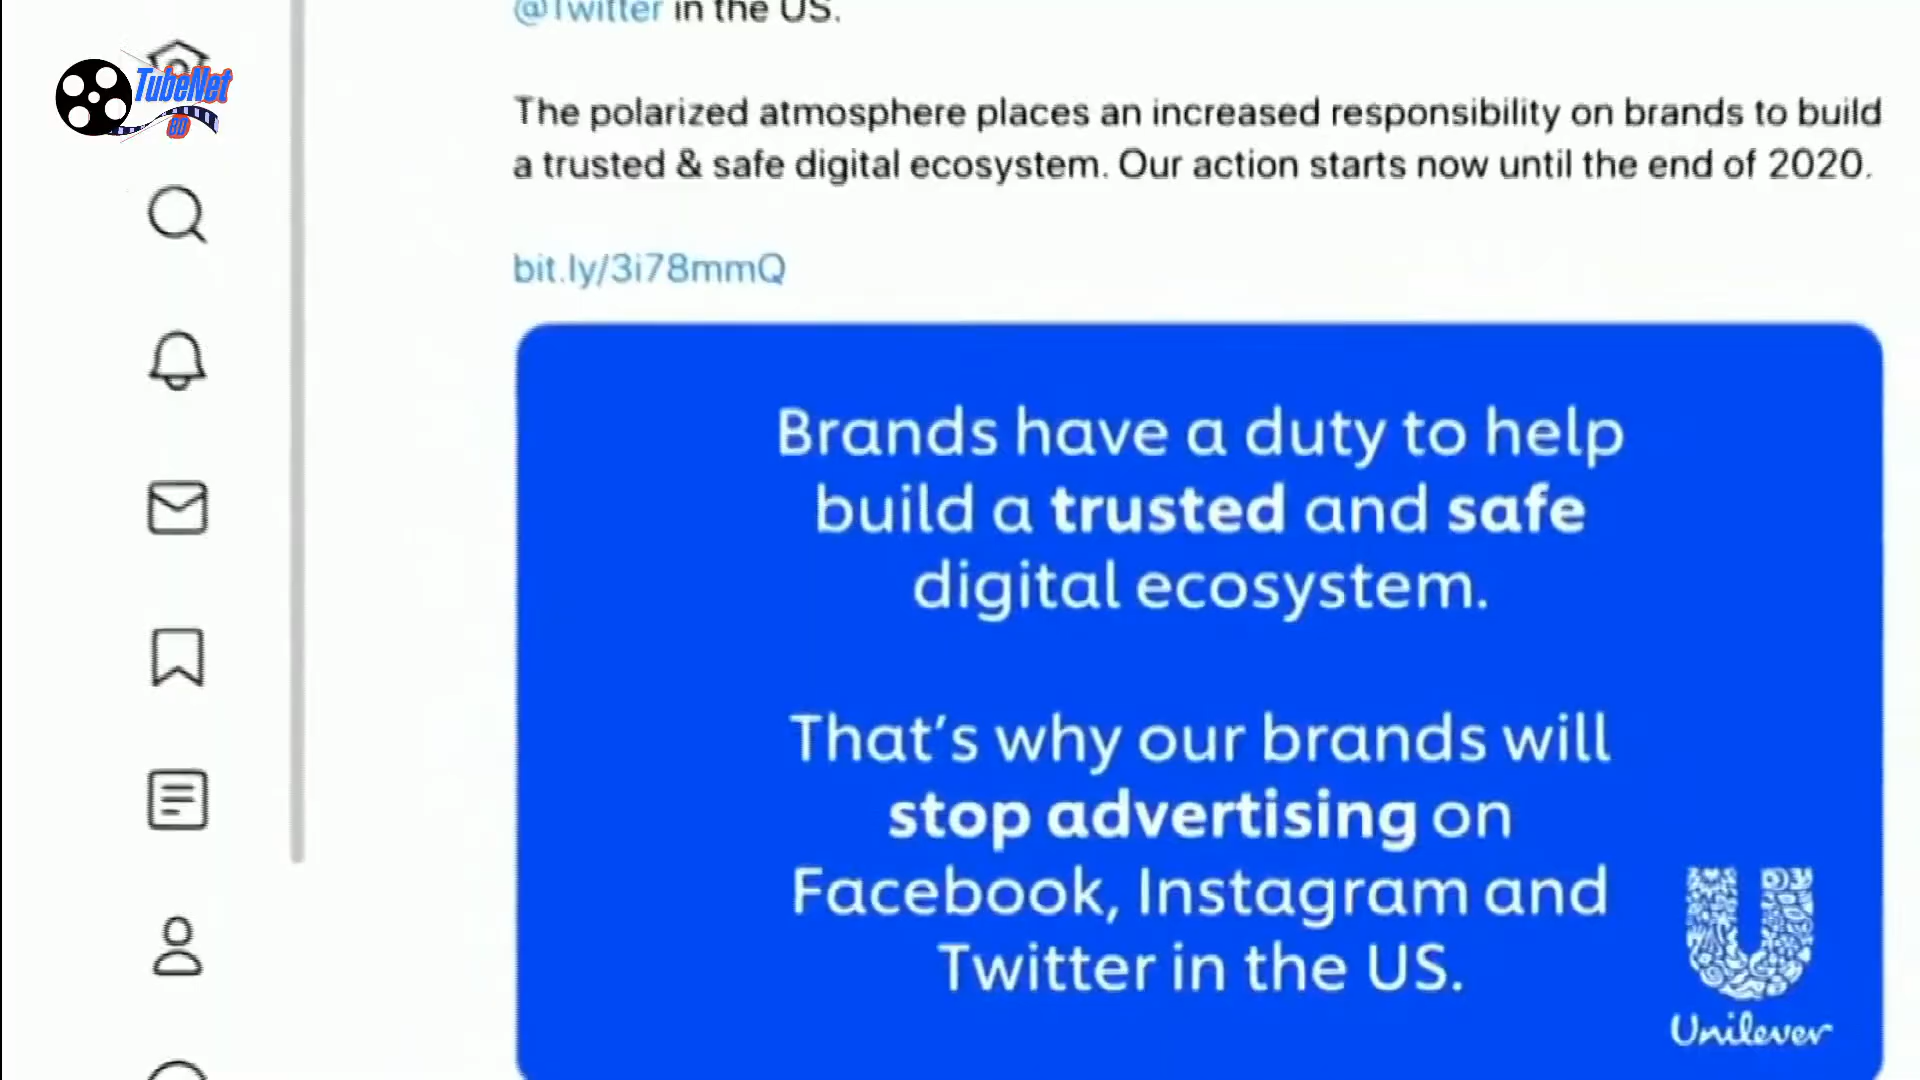 @Twitter in the US.
TubeNet
BD
The polarized atmosphere places an increased responsibility on brands to build
a trusted & safe digital ecosystem. Our action starts now until the end of 2020.
bit.ly/3i78mmQ
Brands have a duty to help
build a trusted and safe
digital ecosystem.
That's why our brands will
stop advertising on
Facebook, Instagram and
Twitter in the US.
Unilever